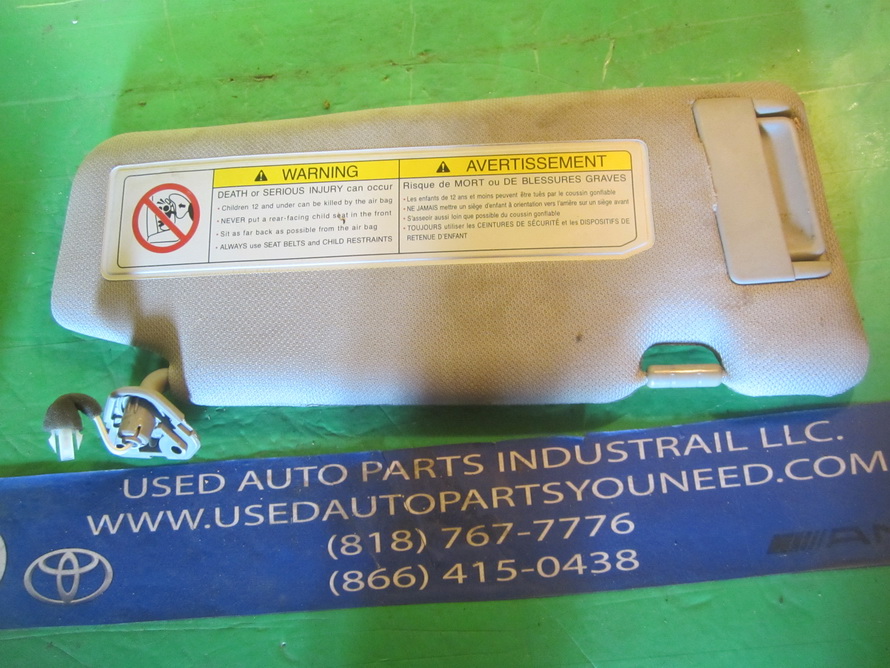 WARNING
DEATH or SERIOUS INJURY can occur
• Children 12 and under can be killed by the air bag
• NEVER put a rear-facing child seat in the front
• Sit as far back as possible from the air bag
• ALWAYS use SEAT BELTS and CHILD RESTRAINTS
AVERTISSEMENT
Risque de MORT ou DE BLESSURES GRAVES
• Les enfants de 12 ans et moins peuvent être tués par le coussin gonflable
• NE JAMAIS mettre un siège d'enfant à orientation vers l'arrière sur un siège avant
• S'asseoir aussi loin que possible du coussin gonflable
• TOUJOURS utiliser les CEINTURES DE SÉCURITÉ et les DISPOSITIFS DE
RETENUE D'ENFANT
USED AUTO PARTS INDUSTRAIL LLC.
WWW.USEDAUTOPARTSYOUNEED.COM
(818) 767-7776
(866) 415-0438